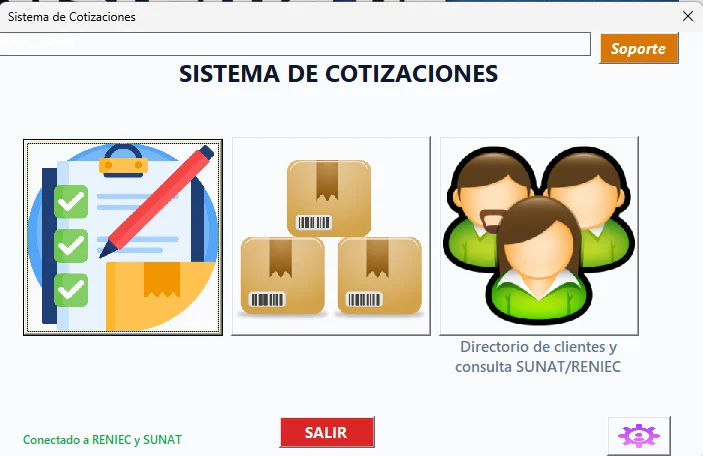 Sistema de Cotizaciones
Soporte
SISTEMA DE COTIZACIONES
Directorio de clientes y
consulta SUNAT/RENIEC
Conectado a RENIEC y SUNAT
SALIR